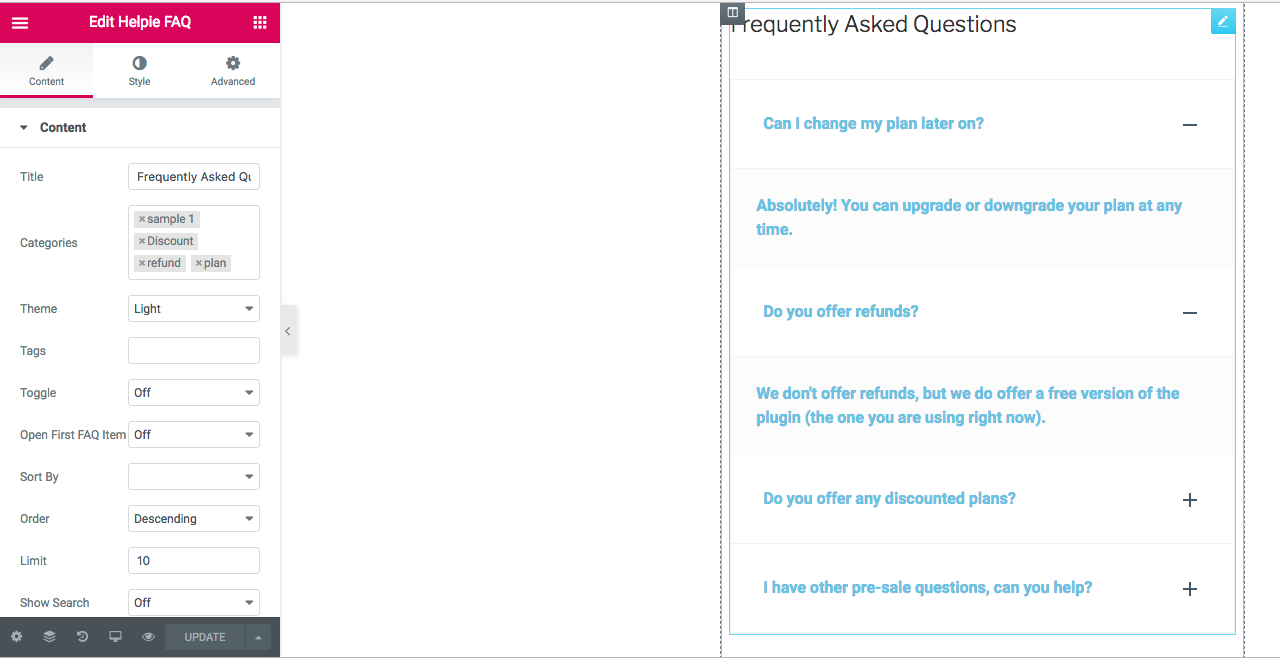 Edit Helpie FAQ
Content
Style
Advanced
Content
Title
Frequently Asked Qu
Categories
×sample 1
×Discount
×refund ×plan
Theme
Light
Tags
Toggle
Off
Open First FAQ Item
Off
Sort By
Order
Descending
Limit
10
Show Search
Off
UPDATE
Frequently Asked Questions
Can I change my plan later on?
Absolutely! You can upgrade or downgrade your plan at any
time.
Do you offer refunds?
We don't offer refunds, but we do offer a free version of the
plugin (the one you are using right now).
Do you offer any discounted plans?
I have other pre-sale questions, can you help?